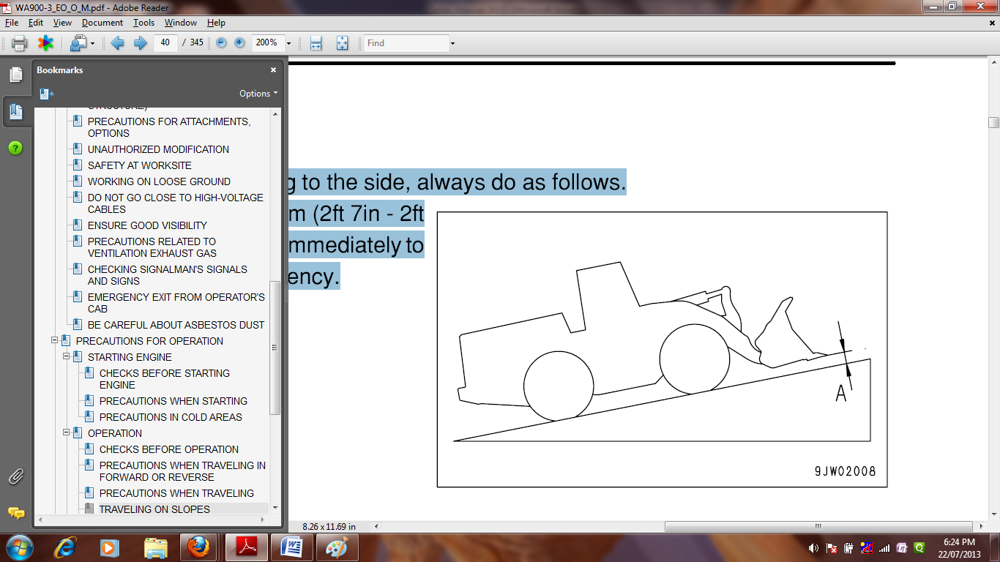 WA900-3_EO_O_M.pdf - Adobe Reader
File Edit View Document Tools Window Help
40 / 345 200% Find
Bookmarks
Options
PRECAUTIONS FOR ATTACHMENTS,
OPTIONS
UNAUTHORIZED MODIFICATION
SAFETY AT WORKSITE
WORKING ON LOOSE GROUND
DO NOT GO CLOSE TO HIGH-VOLTAGE
CABLES
ENSURE GOOD VISIBILITY
PRECAUTIONS RELATED TO
VENTILATION EXHAUST GAS
CHECKING SIGNALMAN'S SIGNALS
AND SIGNS
EMERGENCY EXIT FROM OPERATOR'S
CAB
BE CAREFUL ABOUT ASBESTOS DUST
PRECAUTIONS FOR OPERATION
STARTING ENGINE
CHECKS BEFORE STARTING
ENGINE
PRECAUTIONS WHEN STARTING
PRECAUTIONS IN COLD AREAS
OPERATION
CHECKS BEFORE OPERATION
PRECAUTIONS WHEN TRAVELING IN
FORWARD OR REVERSE
PRECAUTIONS WHEN TRAVELING
TRAVELING ON SLOPES
g to the side, always do as follows.
m (2ft 7in - 2ft
mmediately to
ency.
A
9JW02008
8.26 x 11.69 in
6:24 PM
22/07/2013